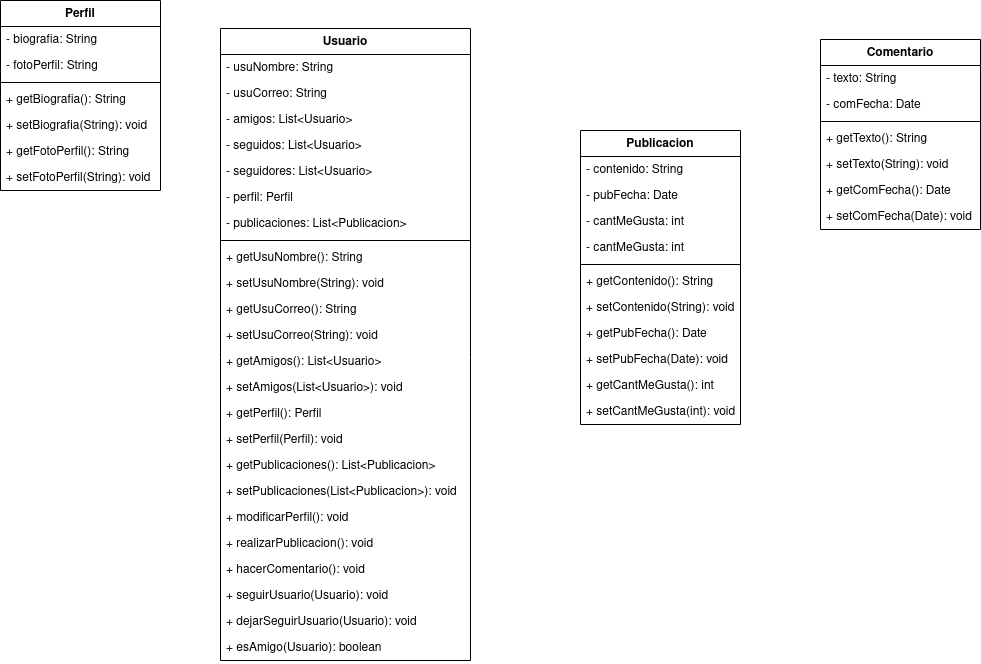 Perfil
- biografia: String
- fotoPerfil: String
+ getBiografia(): String
+ setBiografia(String): void
+ getFotoPerfil(): String
+ setFotoPerfil(String): void
Usuario
- usuNombre: String
- usuCorreo: String
- amigos: List<Usuario>
- seguidos: List<Usuario>
- seguidores: List<Usuario>
- perfil: Perfil
- publicaciones: List<Publicacion>
+ getUsuNombre(): String
+ setUsuNombre(String): void
+ getUsuCorreo(): String
+ setUsuCorreo(String): void
+ getAmigos(): List<Usuario>
+ setAmigos(List<Usuario>): void
+ getPerfil(): Perfil
+ setPerfil(Perfil): void
+ getPublicaciones(): List<Publicacion>
+ setPublicaciones(List<Publicacion>): void
+ modificarPerfil(): void
+ realizarPublicacion(): void
+ hacerComentario(): void
+ seguirUsuario(Usuario): void
+ dejarSeguirUsuario(Usuario): void
+ esAmigo(Usuario): boolean
Publicacion
- contenido: String
- pubFecha: Date
- cantMeGusta: int
- cantMeGusta: int
+ getContenido(): String
+ setContenido(String): void
+ getPubFecha(): Date
+ setPubFecha(Date): void
+ getCantMeGusta(): int
+ setCantMeGusta(int): void
Comentario
- texto: String
- comFecha: Date
+ getTexto(): String
+ setTexto(String): void
+ getComFecha(): Date
+ setComFecha(Date): void